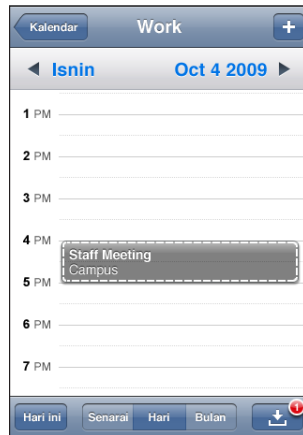 Kalendar Work +
Isnin Oct 4 2009
1 PM
2 PM
3 PM
4 PM
Staff Meeting
Campus
5 PM
6 PM
7 PM
Hari ini Senarai Hari Bulan 1